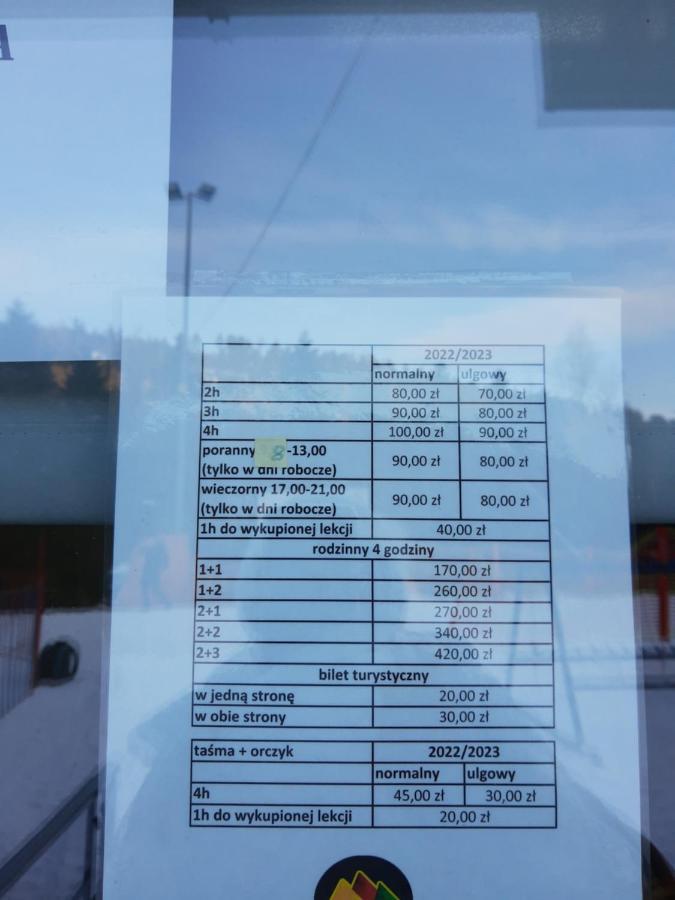 A
2022/2023
normalny ulgowy
2h 80,00 zł 70,00 zł
3h 90,00 zł 80,00 zł
4h 100,00 zł 90,00 zł
poranny 8 -13,00
(tylko w dni robocze) 90,00 zł 80,00 zł
wieczorny 17,00-21,00
(tylko w dni robocze) 90,00 zł 80,00 zł
1h do wykupionej lekcji 40,00 zł
rodzinny 4 godziny
1+1 170,00 zł
1+2 260,00 zł
2+1 270,00 zł
2+2 340,00 zł
2+3 420,00 zł
bilet turystyczny
w jedną stronę 20,00 zł
w obie strony 30,00 zł
taśma + orczyk 2022/2023
normalny ulgowy
4h 45,00 zł 30,00 zł
1h do wykupionej lekcji 20,00 zł